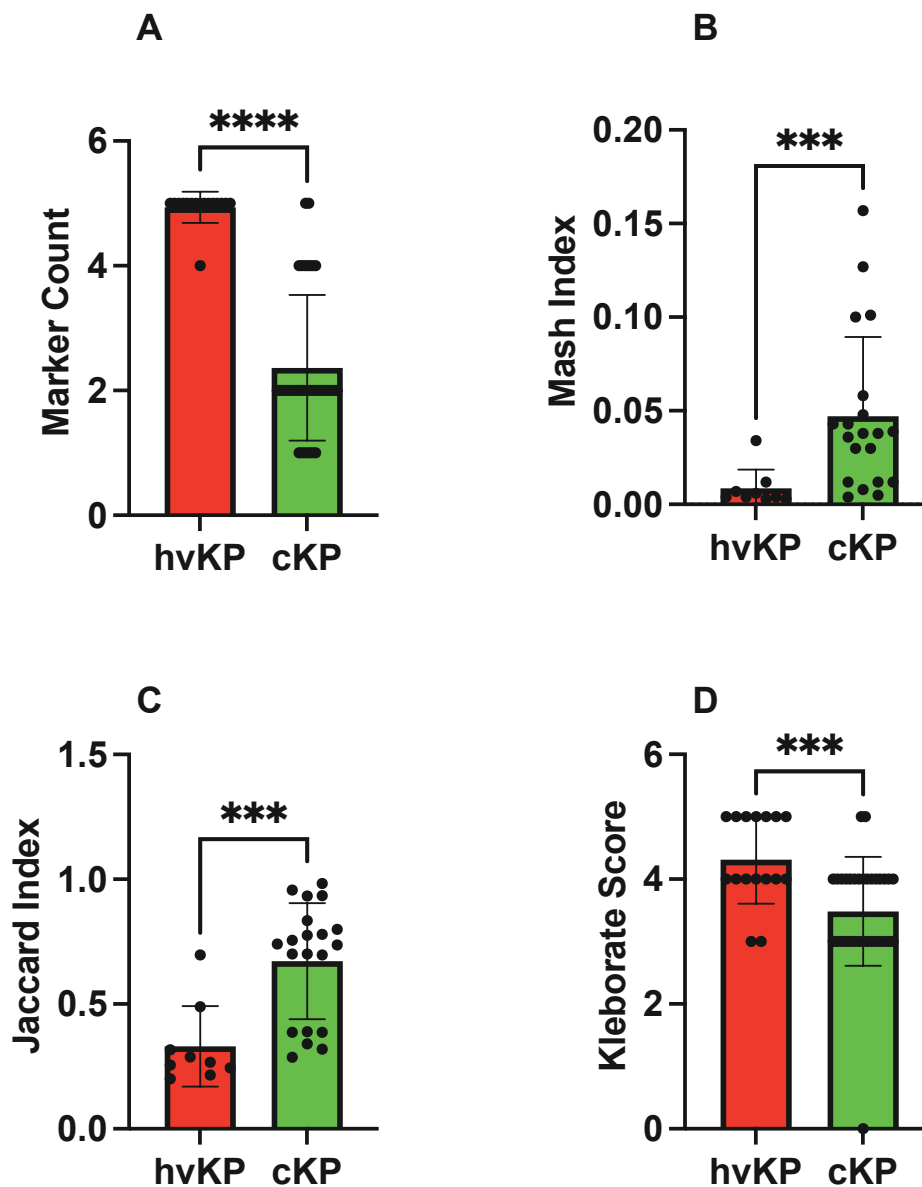 A
****
6
4
2
0
Marker Count
hvKP cKP
B
***
0.20
0.15
0.10
0.05
0.00
Mash Index
hvKP cKP
C
***
1.5
1.0
0.5
0.0
Jaccard Index
hvKP cKP
D
***
6
4
2
0
Kleborate Score
hvKP cKP